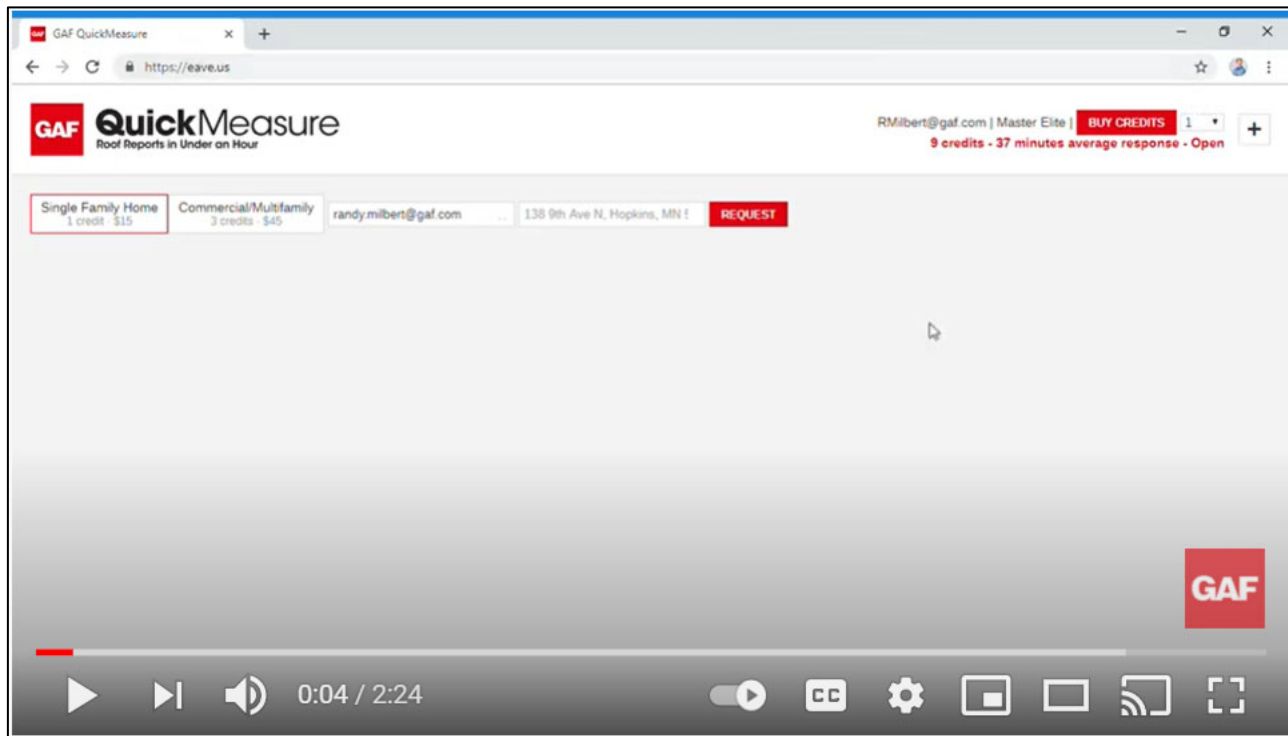 GAF QuickMeasure
https://eave.us
GAF QuickMeasure
Roof Reports in Under an Hour
RMilbert@gaf.com | Master Elite | BUY CREDITS 1
9 credits - 37 minutes average response - Open
Single Family Home
1 credit - $15
Commercial/Multifamily
3 credits - $45
randy.milbert@gaf.com
138 9th Ave N, Hopkins, MN
REQUEST
GAF
0:04 / 2:24
CC